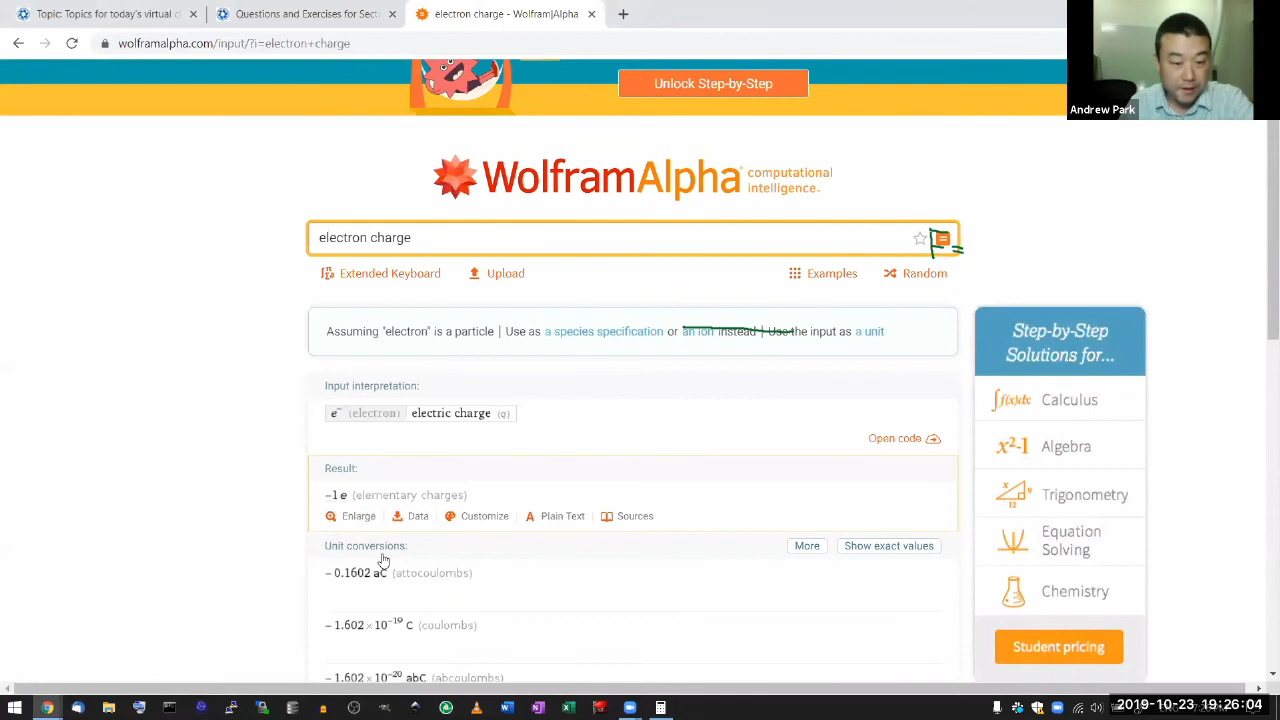 Topic: Topics for today's virtual c
Questions and Exercises for Sect
electron charge - Wolfram|Alpha
wolframalpha.com/input/?i=electron+charge
Unlock Step-by-Step
Andrew Park
WolframAlpha computational intelligence.
electron charge
F=
Extended Keyboard
Upload
Examples
Random
Assuming "electron" is a particle | Use as a species specification or an ion instead | Use the input as a unit
Step-by-Step
Solutions for...
Input interpretation:
e⁻ (electron) electric charge (q)
Open code
∫f(x)dx Calculus
x²-1 Algebra
Result:
-1 e (elementary charges)
Enlarge
Data
Customize
A Plain Text
Sources
x
12
Trigonometry
Unit conversions:
More
Show exact values
Equation
Solving
-0.1602 aC (attocoulombs)
Chemistry
-1.602×10⁻¹⁹ C (coulombs)
Student pricing
-1.602×10⁻²⁰ abC (abcoulombs)
2019-10-23 19:26:04